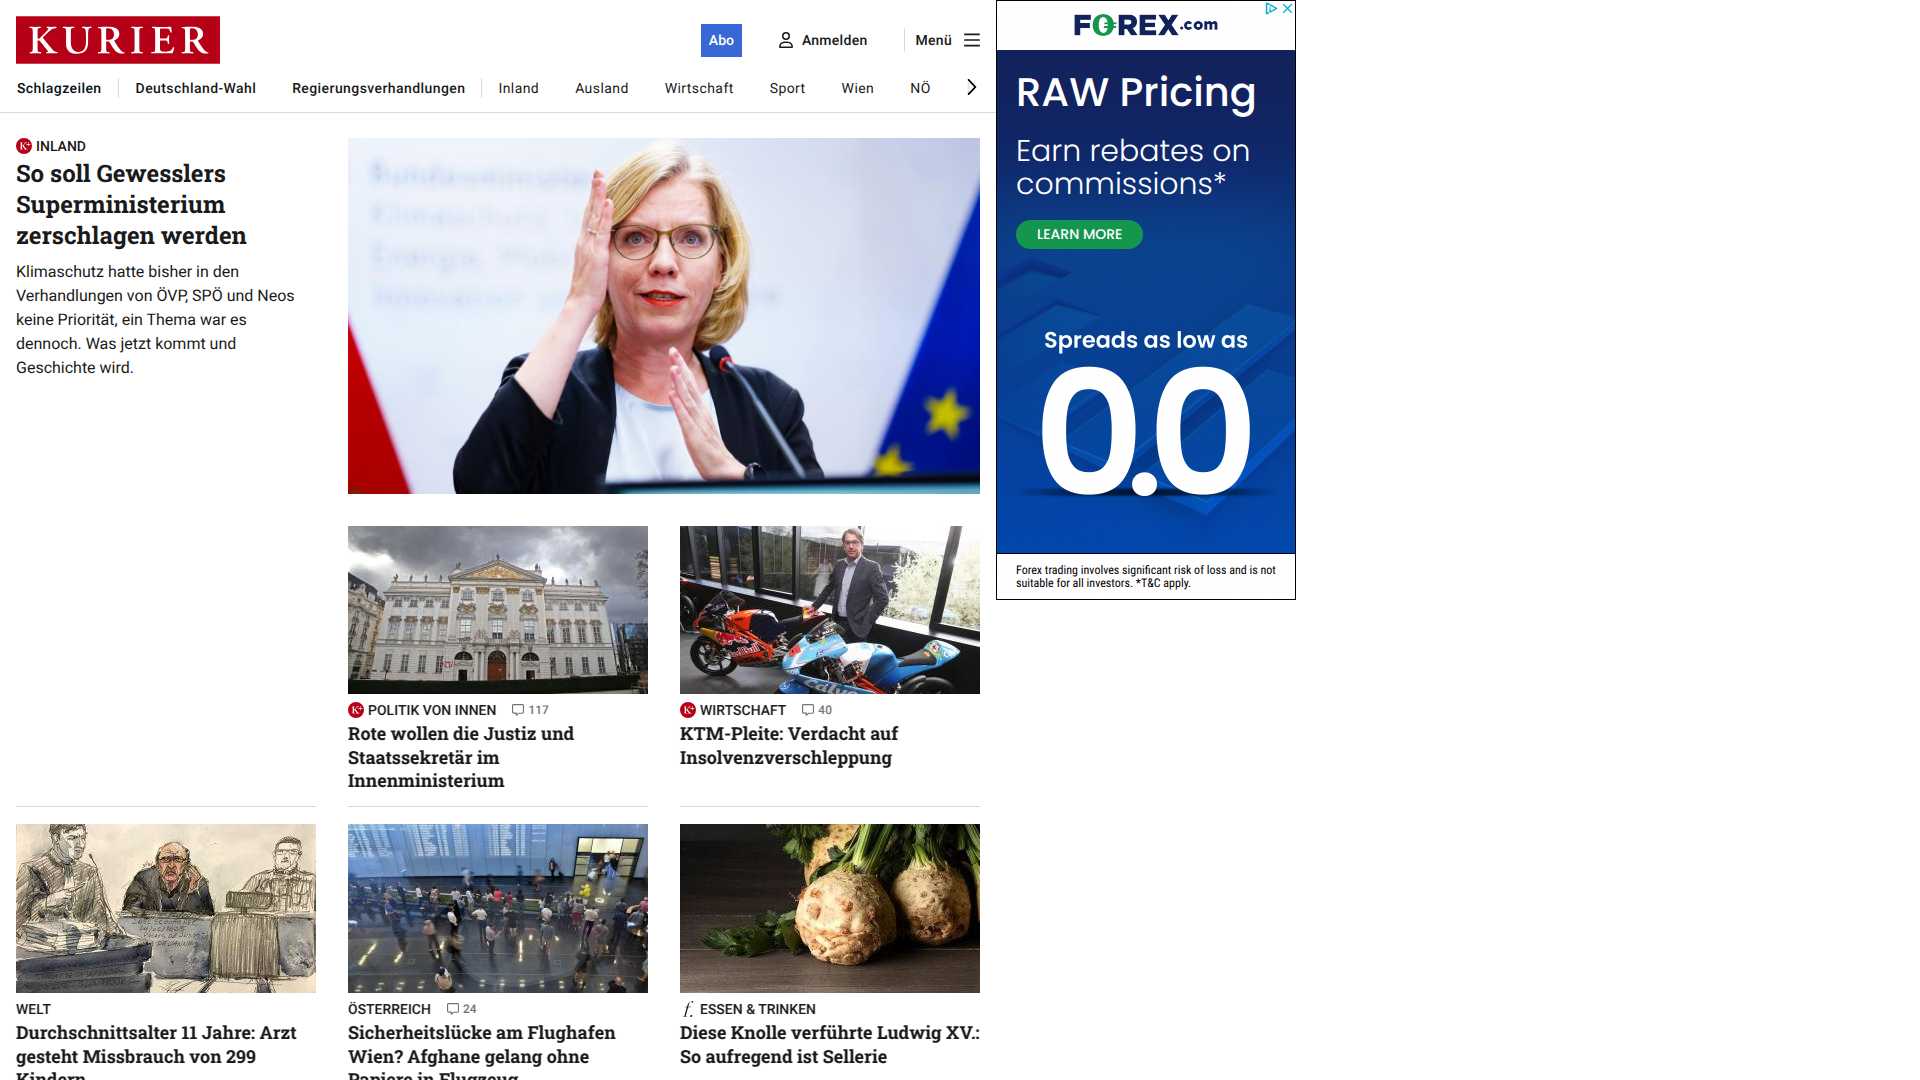 KURIER
Abo
Anmelden
Menü
Schlagzeilen
Deutschland-Wahl
Regierungsverhandlungen
Inland
Ausland
Wirtschaft
Sport
Wien
NÖ
INLAND
So soll Gewesslers
Superministerium
zerschlagen werden
Klimaschutz hatte bisher in den
Verhandlungen von ÖVP, SPÖ und Neos
keine Priorität, ein Thema war es
dennoch. Was jetzt kommt und
Geschichte wird.
POLITIK VON INNEN 117
Rote wollen die Justiz und
Staatssekretär im
Innenministerium
WIRTSCHAFT 40
KTM-Pleite: Verdacht auf
Insolvenzverschleppung
WELT
Durchschnittsalter 11 Jahre: Arzt
gesteht Missbrauch von 299
Kindern
ÖSTERREICH 24
Sicherheitslücke am Flughafen
Wien? Afghane gelang ohne
Papiere in Flugzeug
ESSEN & TRINKEN
Diese Knolle verführte Ludwig XV.:
So aufregend ist Sellerie
FOREX.com
RAW Pricing
Earn rebates on
commissions*
LEARN MORE
Spreads as low as
0.0
Forex trading involves significant risk of loss and is not
suitable for all investors. *T&C apply.